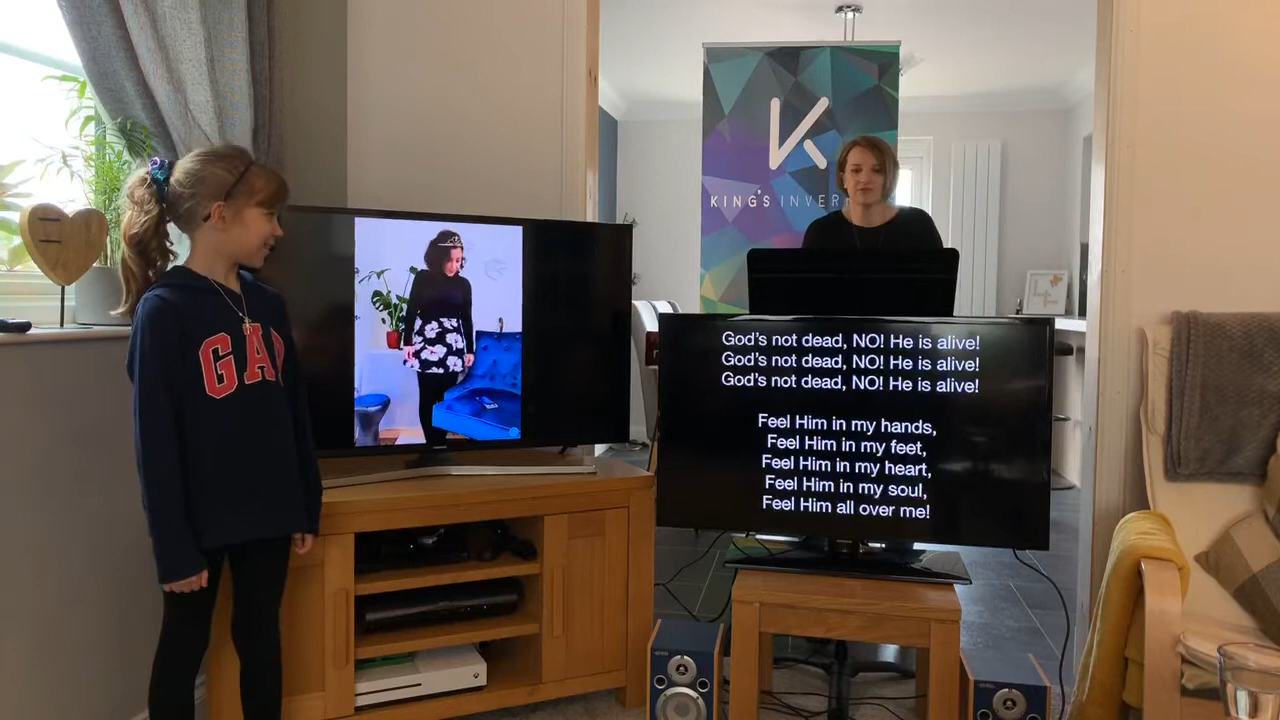 K
KING'S INVER
GAP
God's not dead, NO! He is alive!
God's not dead, NO! He is alive!
God's not dead, NO! He is alive!
Feel Him in my hands,
Feel Him in my feet,
Feel Him in my heart,
Feel Him in my soul,
Feel Him all over me!